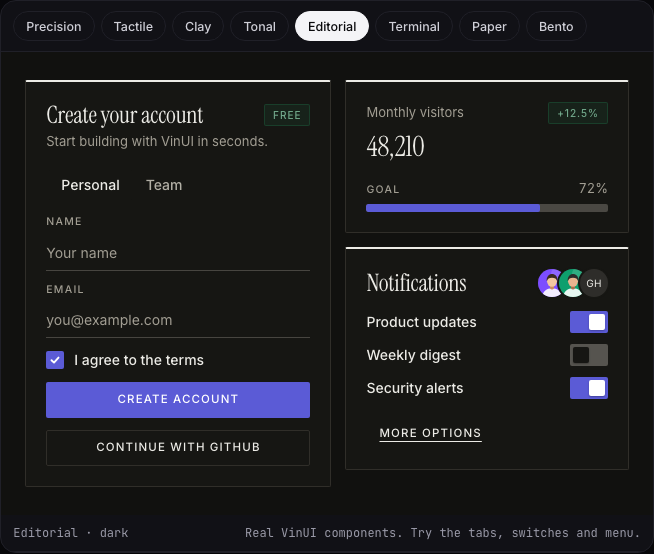 Precision Tactile Clay Tonal Editorial Terminal Paper Bento
Create your account
FREE
Start building with VinUI in seconds.
Personal Team
NAME
Your name
EMAIL
you@example.com
I agree to the terms
CREATE ACCOUNT
CONTINUE WITH GITHUB
Monthly visitors
+12.5%
48,210
GOAL 72%
Notifications
GH
Product updates
Weekly digest
Security alerts
MORE OPTIONS
Editorial · dark
Real VinUI components. Try the tabs, switches and menu.